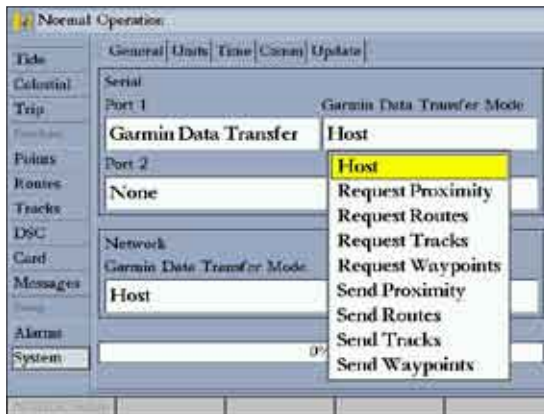 Normal Operation
General Units Time Comm Update
Tide
Celestial
Trip
Points
Routes
Tracks
DSC
Card
Messages
Alarms
System
Serial
Port 1
Garmin Data Transfer Mode
Garmin Data Transfer
Host
Port 2
None
Host
Request Proximity
Request Routes
Request Tracks
Request Waypoints
Send Proximity
Send Routes
Send Tracks
Send Waypoints
Network
Garmin Data Transfer Mode
Host
0%